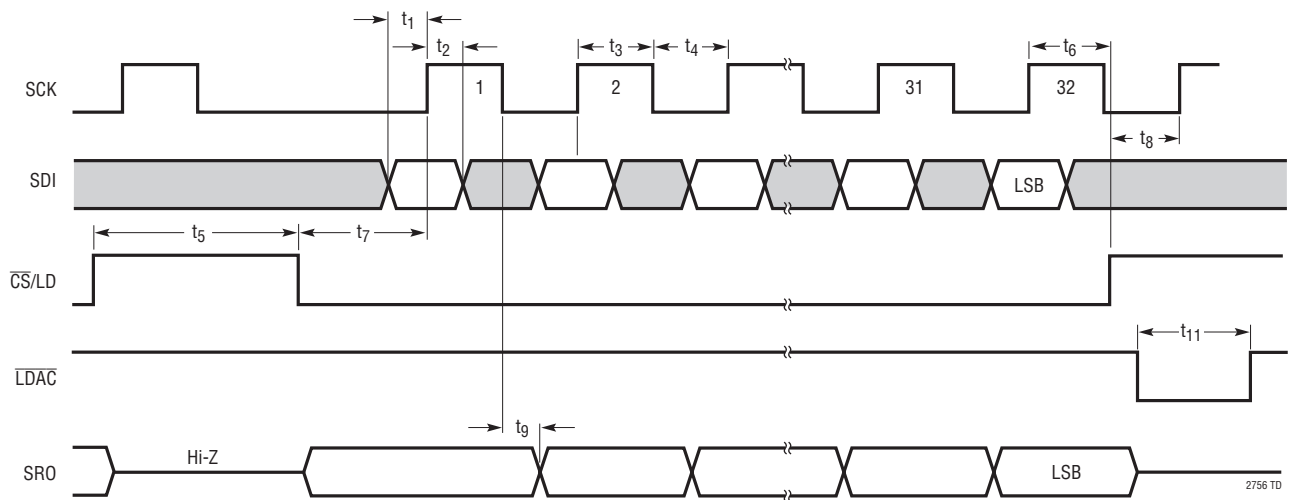 t1
t2 t3 t4 t6
SCK 1 2 31 32
t8
SDI LSB
t5 t7
CS/LD
t11
LDAC
t9
Hi-Z
SRO LSB
2756 TD